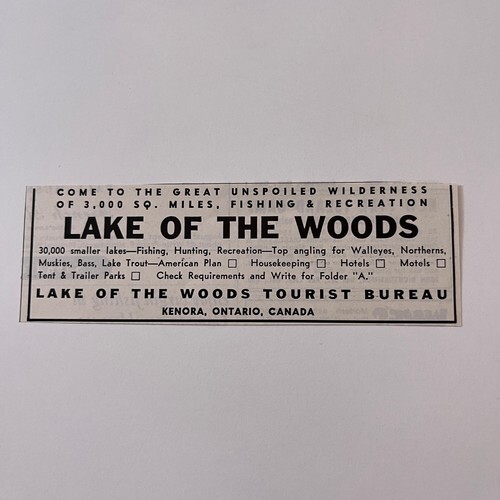 COME TO THE GREAT UNSPOILED WILDERNESS
OF 3,000 SQ. MILES, FISHING & RECREATION
LAKE OF THE WOODS
30,000 smaller lakes—Fishing, Hunting, Recreation—Top angling for Walleyes, Northerns,
Muskies, Bass, Lake Trout—American Plan □ Housekeeping □ Hotels □ Motels □
Tent & Trailer Parks □ Check Requirements and Write for Folder "A."
LAKE OF THE WOODS TOURIST BUREAU
KENORA, ONTARIO, CANADA